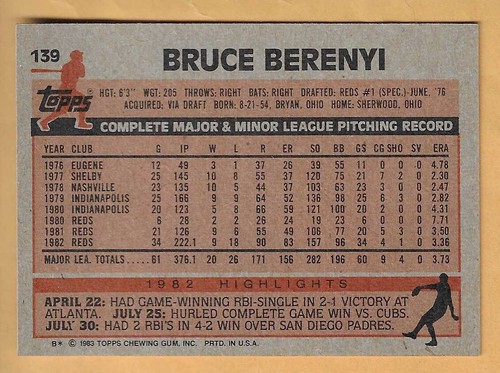 139
BRUCE BERENYI
Topps ® HGT: 6'3" WGT: 205 THROWS: RIGHT BATS: RIGHT DRAFTED: REDS #1 (SPEC.)-JUNE, '76
ACQUIRED: VIA DRAFT BORN: 8-21-54, BRYAN, OHIO HOME: SHERWOOD, OHIO
COMPLETE MAJOR & MINOR LEAGUE PITCHING RECORD
YEAR CLUB G IP W L R ER SO BB GS CG SHO SV ERA
1976 EUGENE 12 49 3 1 37 26 39 55 11 0 0 0 4.78
1977 SHELBY 25 145 10 8 55 37 120 75 21 7 2 0 2.30
1978 NASHVILLE 23 135 10 5 44 37 103 63 23 2 3 0 2.47
1979 INDIANAPOLIS 25 166 9 9 64 52 136 98 25 6 3 0 2.82
1980 INDIANAPOLIS 20 123 5 8 66 59 121 100 20 4 2 0 4.31
1980 REDS 6 28 2 2 26 24 19 23 6 0 0 0 7.71
1981 REDS 21 126 9 6 55 49 106 77 20 5 3 0 3.50
1982 REDS 34 222.1 9 18 90 83 157 96 34 4 1 0 3.36
MAJOR LEA. TOTALS.....61 376.1 20 26 171 156 282 196 60 9 4 0 3.73
1982 HIGHLIGHTS
APRIL 22: HAD GAME-WINNING RBI-SINGLE IN 2-1 VICTORY AT
ATLANTA. JULY 25: HURLED COMPLETE GAME WIN VS. CUBS.
JULY 30: HAD 2 RBI'S IN 4-2 WIN OVER SAN DIEGO PADRES.
B* © 1983 TOPPS CHEWING GUM, INC. PRTD. IN U.S.A.